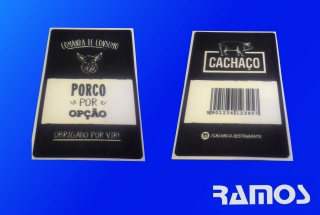 COMANDA DE CONSUMO
PORCO
POR
OPÇÃO
OBRIGADO POR VIR!
CACHAÇO
/CACHACO.RESTAURANTE
RAMOS